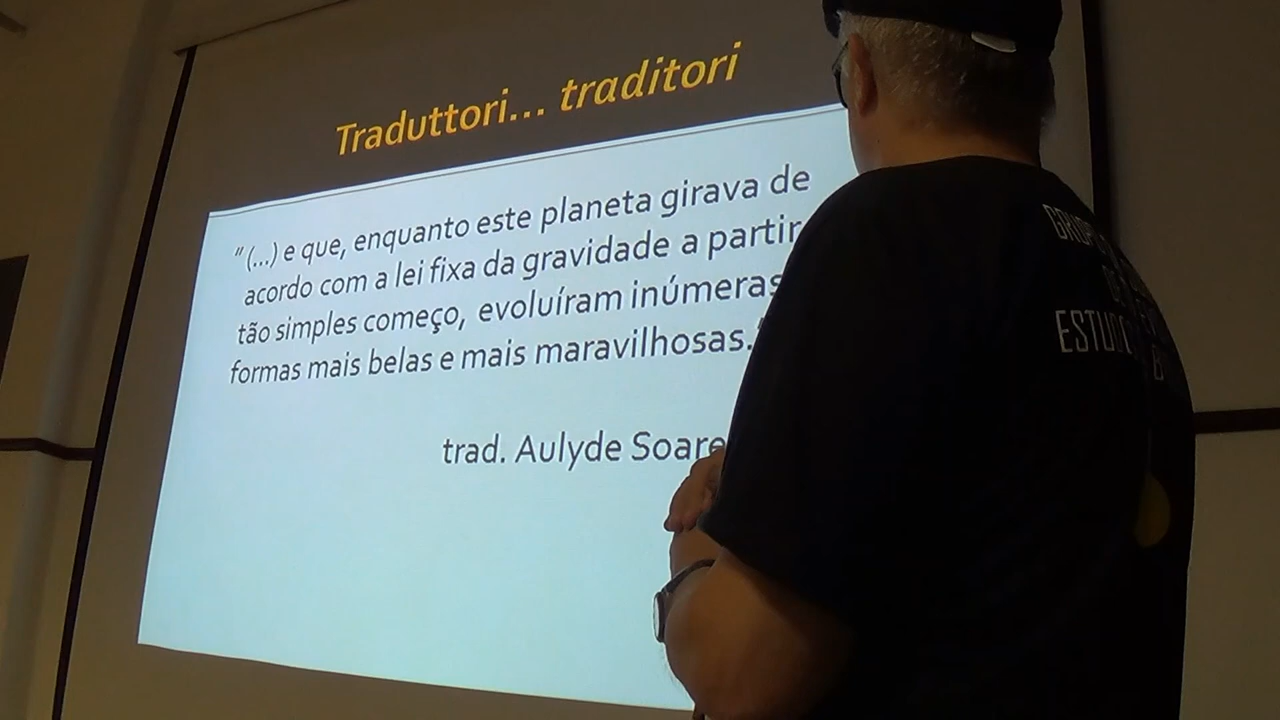 Traduttori... traditori
"(...) e que, enquanto este planeta girava de
acordo com a lei fixa da gravidade a partir
tão simples começo, evoluíram inúmeras
formas mais belas e mais maravilhosas."
trad. Aulyde Soare